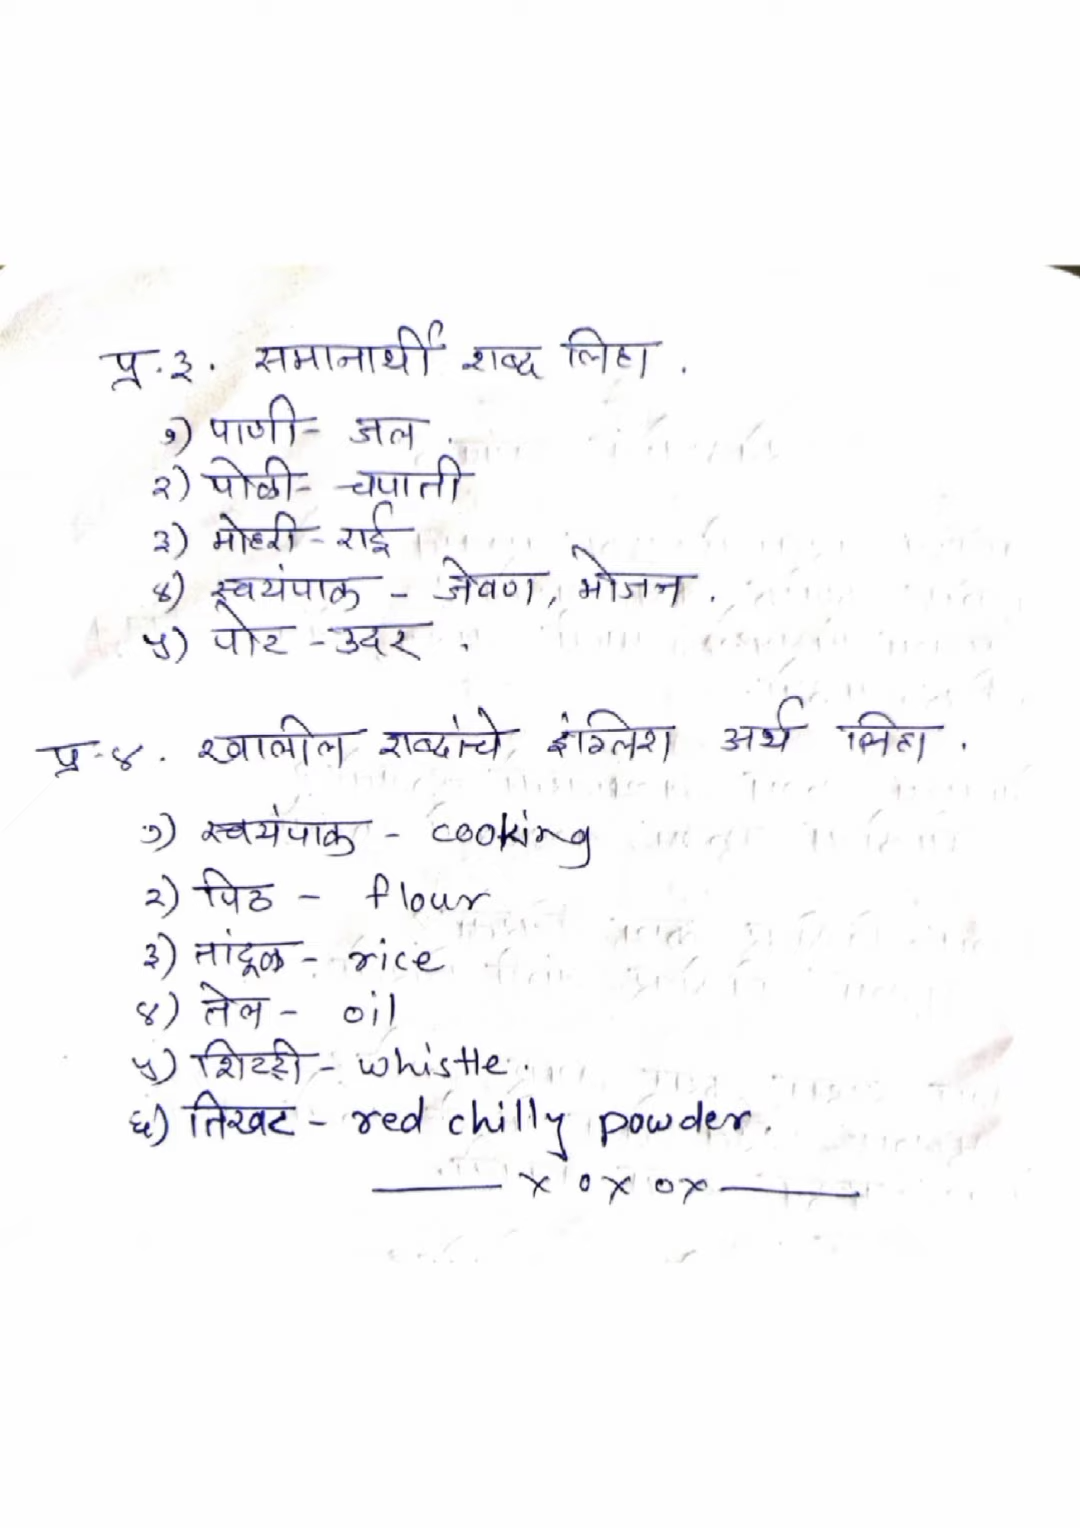 प्र.३. समानार्थी शब्द लिहा.
१) पाणी - जल.
२) पोळी - चपाती
३) मोहरी - राई
४) स्वयंपाक - जेवण, भोजन.
५) पोट - उदर.
प्र-४. खालील शब्दांचे इंग्लिश अर्थ लिहा.
१) स्वयंपाक - cooking
२) पिठ - flour
३) तांदूळ - rice
४) तेल - oil
५) शिट्टी - whistle.
६) तिखट - red chilly powder.
x o x o x